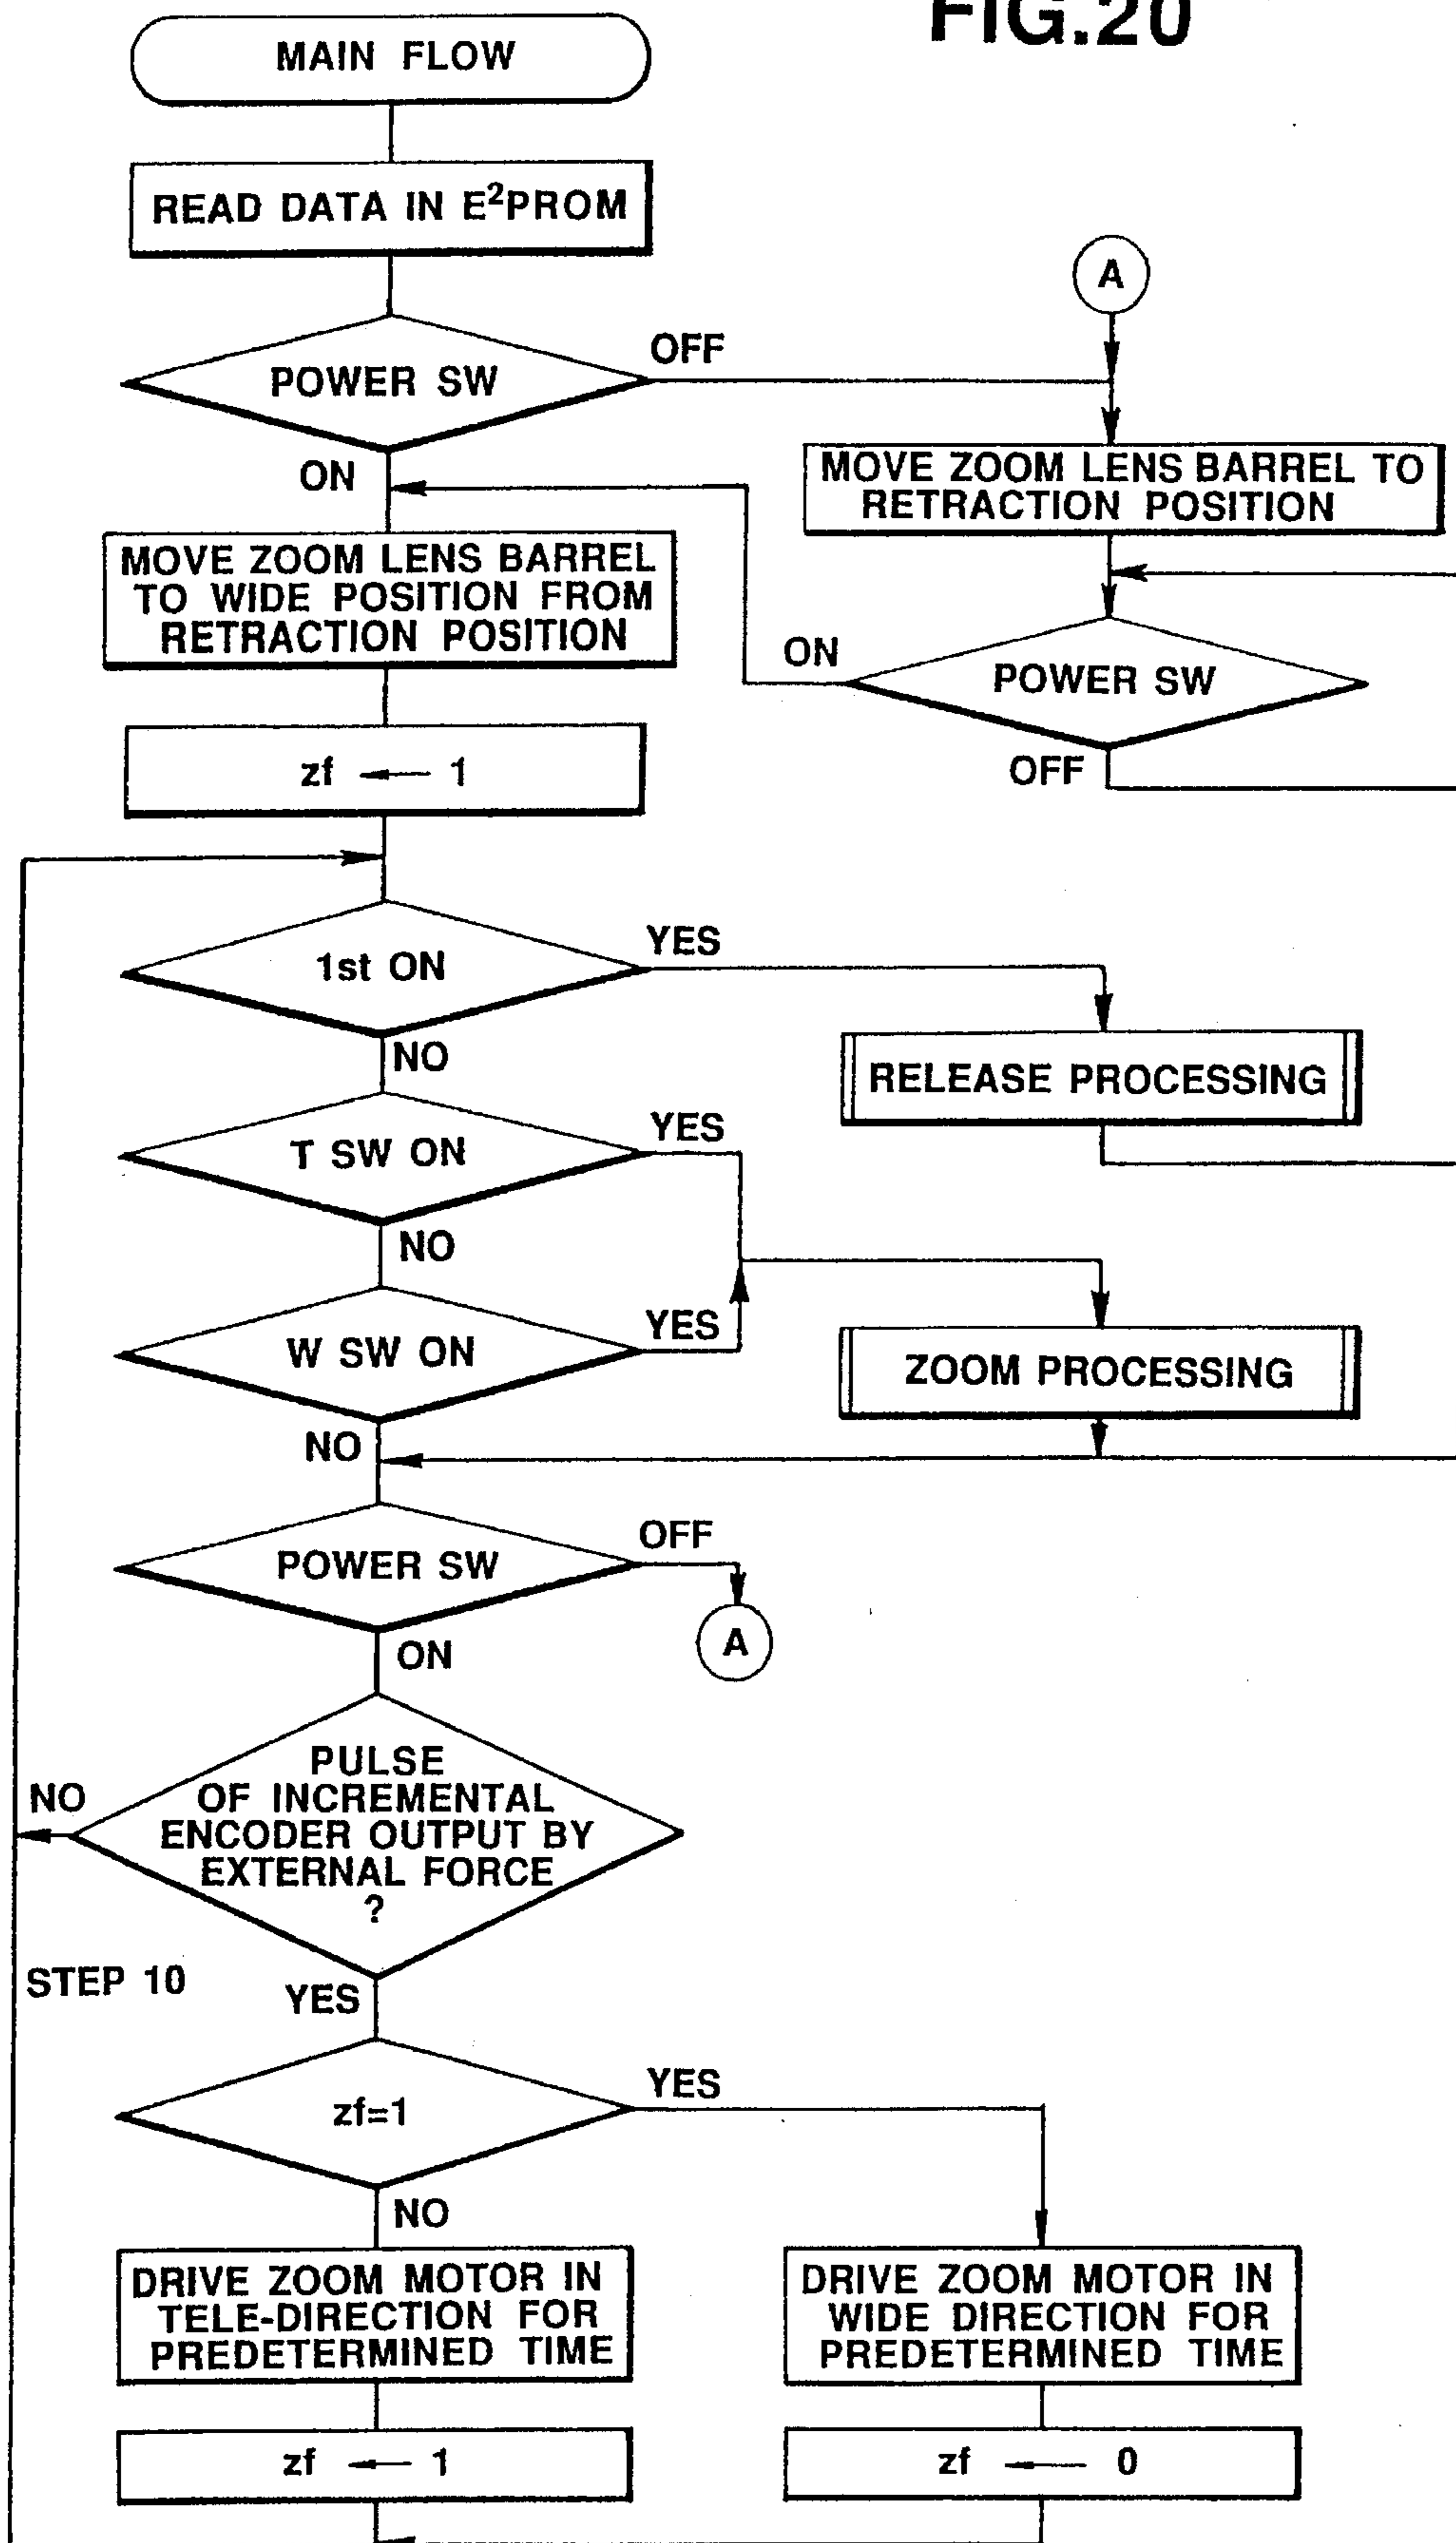 FIG.20
MAIN FLOW
READ DATA IN E²PROM
A
POWER SW
OFF
ON
MOVE ZOOM LENS BARREL TO
RETRACTION POSITION
MOVE ZOOM LENS BARREL
TO WIDE POSITION FROM
RETRACTION POSITION
ON
POWER SW
OFF
zf ← 1
1st ON
YES
NO
RELEASE PROCESSING
T SW ON
YES
NO
W SW ON
YES
ZOOM PROCESSING
NO
POWER SW
OFF
A
ON
PULSE
OF INCREMENTAL
ENCODER OUTPUT BY
EXTERNAL FORCE
?
NO
STEP 10
YES
zf=1
YES
NO
DRIVE ZOOM MOTOR IN
TELE-DIRECTION FOR
PREDETERMINED TIME
DRIVE ZOOM MOTOR IN
WIDE DIRECTION FOR
PREDETERMINED TIME
zf ← 1
zf ← 0